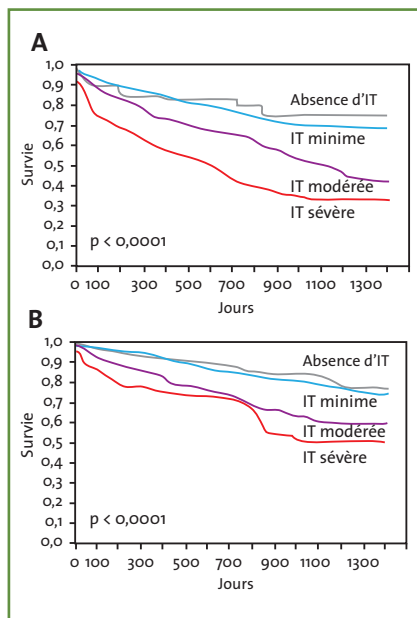 A
1,0
0,9
0,8
0,7
0,6
0,5
0,4
0,3
0,2
0,1
0,0
Survie
Absence d'IT
IT minime
IT modérée
IT sévère
p < 0,0001
0 100 300 500 700 900 1100 1300
Jours
B
1,0
0,9
0,8
0,7
0,6
0,5
0,4
0,3
0,2
0,1
0,0
Survie
Absence d'IT
IT minime
IT modérée
IT sévère
p < 0,0001
0 100 300 500 700 900 1100 1300
Jours